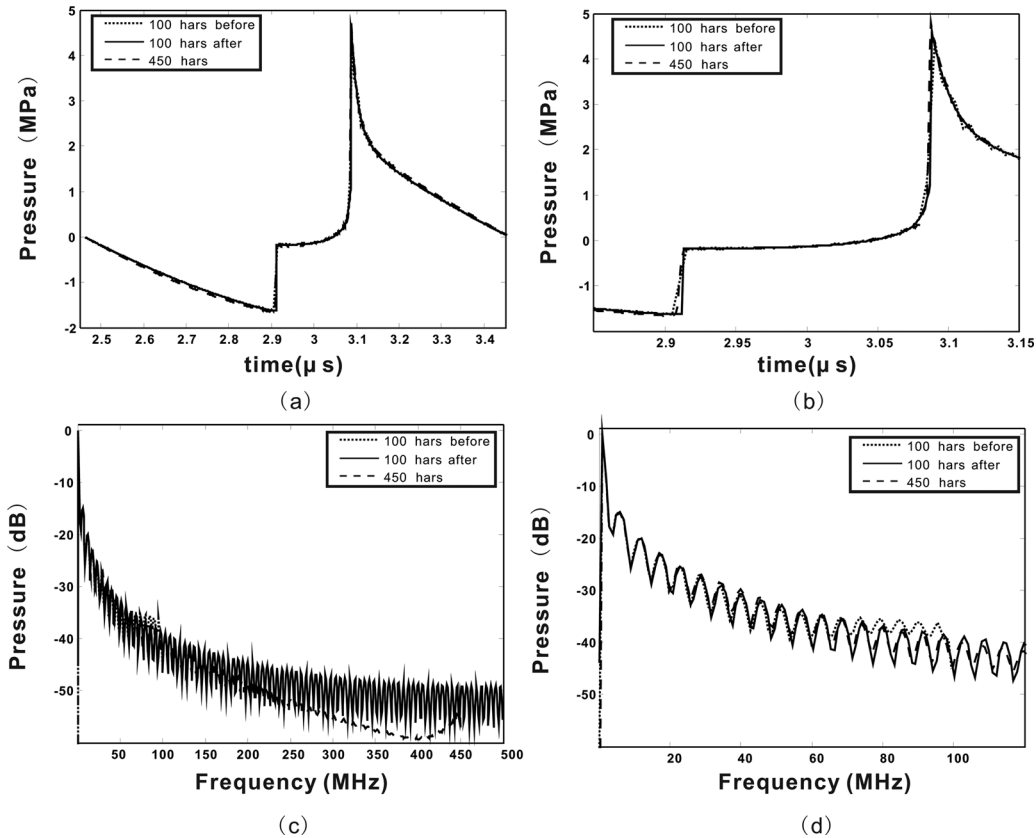 100 hars before
100 hars after
450 hars
Pressure（MPa）
5
4
3
2
1
0
-1
-2
2.5
2.6
2.7
2.8
2.9
3
3.1
3.2
3.3
3.4
time(μ s)
（a）
100 hars before
100 hars after
450 hars
Pressure（MPa）
5
4
3
2
1
0
-1
2.9
2.95
3
3.05
3.1
3.15
time(μ s)
（b）
100 hars before
100 hars after
450 hars
Pressure（dB）
0
-10
-20
-30
-40
-50
50
100
150
200
250
300
350
400
450
500
Frequency (MHz)
（c）
100 hars before
100 hars after
450 hars
Pressure（dB）
0
-10
-20
-30
-40
-50
20
40
60
80
100
Frequency (MHz)
（d）